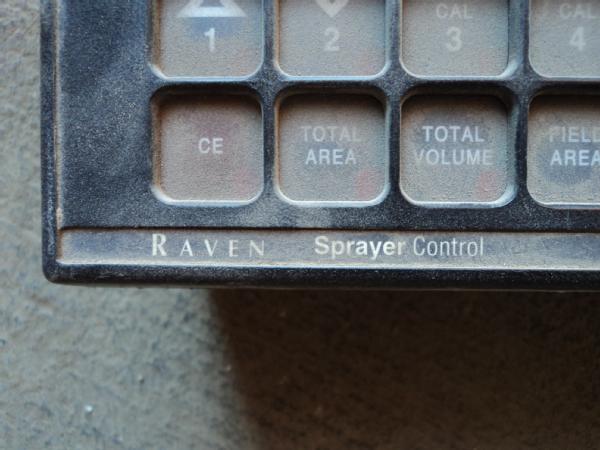 1
2
CAL
3
CAL
4
CE
TOTAL
AREA
TOTAL
VOLUME
FIELD
AREA
RAVEN Sprayer Control